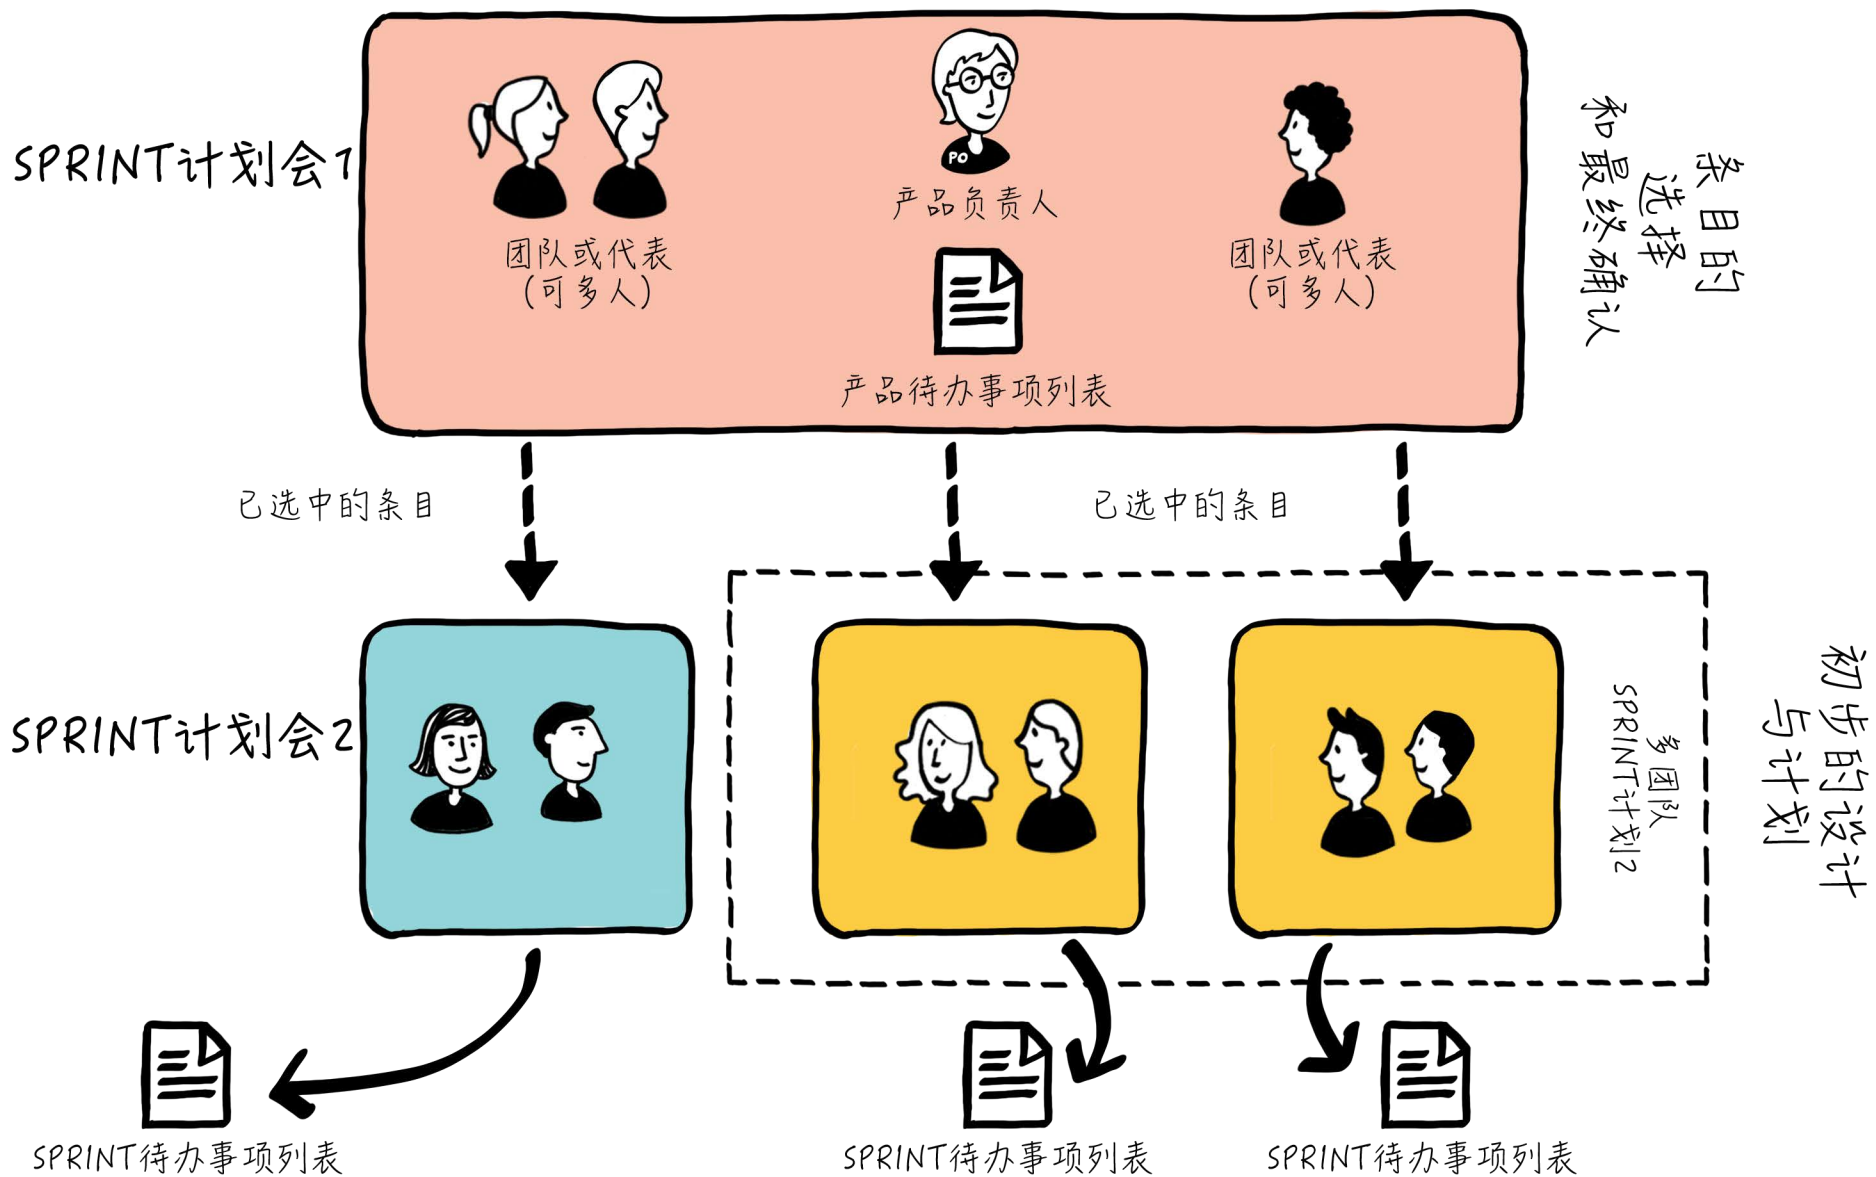 SPRINT计划会1
PO
产品负责人
团队或代表
(可多人)
团队或代表
(可多人)
产品待办事项列表
条目的
选择
和最终确认
已选中的条目
已选中的条目
SPRINT计划会2
多团队
SPRINT计划2
初步的设计
与计划
SPRINT待办事项列表
SPRINT待办事项列表
SPRINT待办事项列表